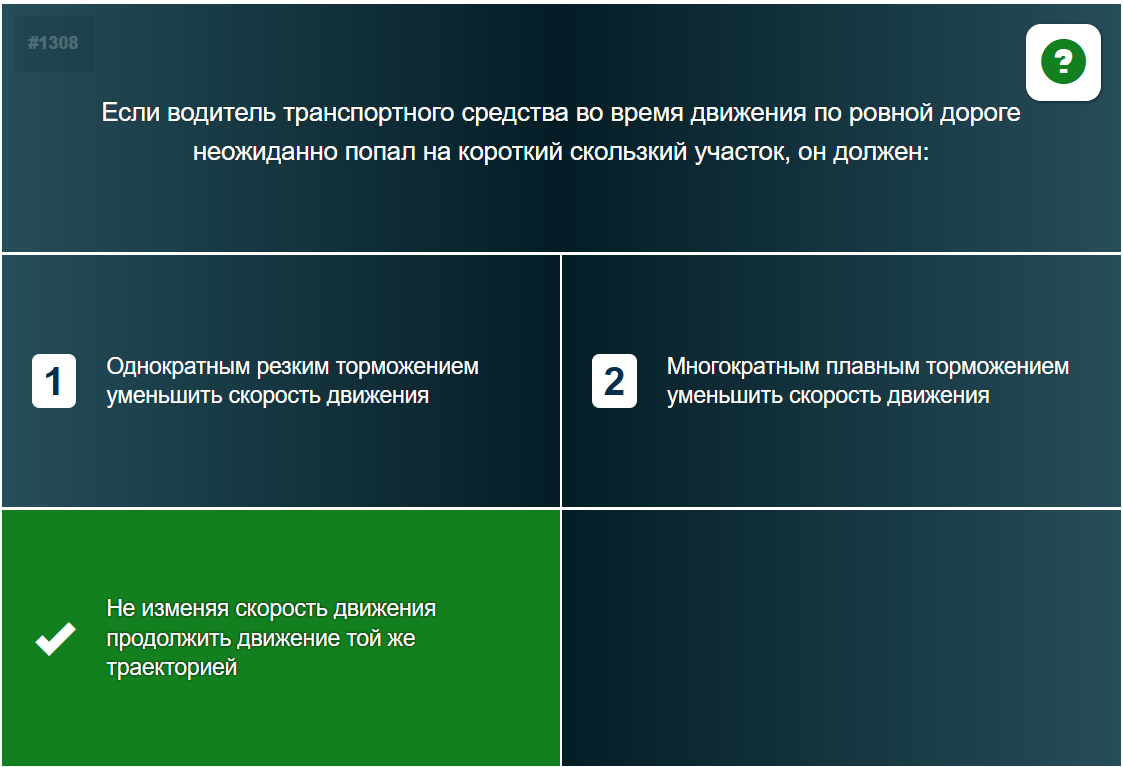 #1308
?
Если водитель транспортного средства во время движения по ровной дороге
неожиданно попал на короткий скользкий участок, он должен:
1
Однократным резким торможением
уменьшить скорость движения
2
Многократным плавным торможением
уменьшить скорость движения
Не изменяя скорость движения
продолжить движение той же
траекторией